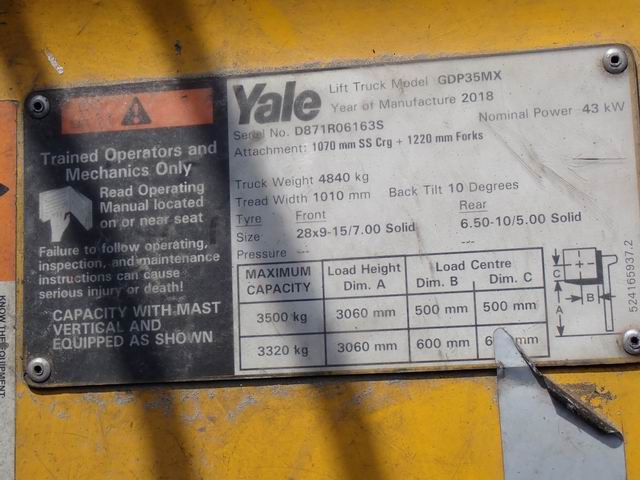 Trained Operators and
Mechanics Only
Read Operating
Manual located
on or near seat
Failure to follow operating,
inspection, and maintenance
instructions can cause
serious injury or death!
CAPACITY WITH MAST
VERTICAL AND
EQUIPPED AS SHOWN
Yale Lift Truck Model GDP35MX
Year of Manufacture 2018
Serial No. D871R06163S Nominal Power 43 kW
Attachment: 1070 mm SS Crg + 1220 mm Forks
Truck Weight 4840 kg
Tread Width 1010 mm Back Tilt 10 Degrees
Tyre Front Rear
Size: 28x9-15/7.00 Solid 6.50-10/5.00 Solid
Pressure --- ---
MAXIMUM CAPACITY Load Height Dim. A Load Centre Dim. B Dim. C
3500 kg 3060 mm 500 mm 500 mm
3320 kg 3060 mm 600 mm mm
C
B
A
524165937.2
KNOW THE EQUIPMENT